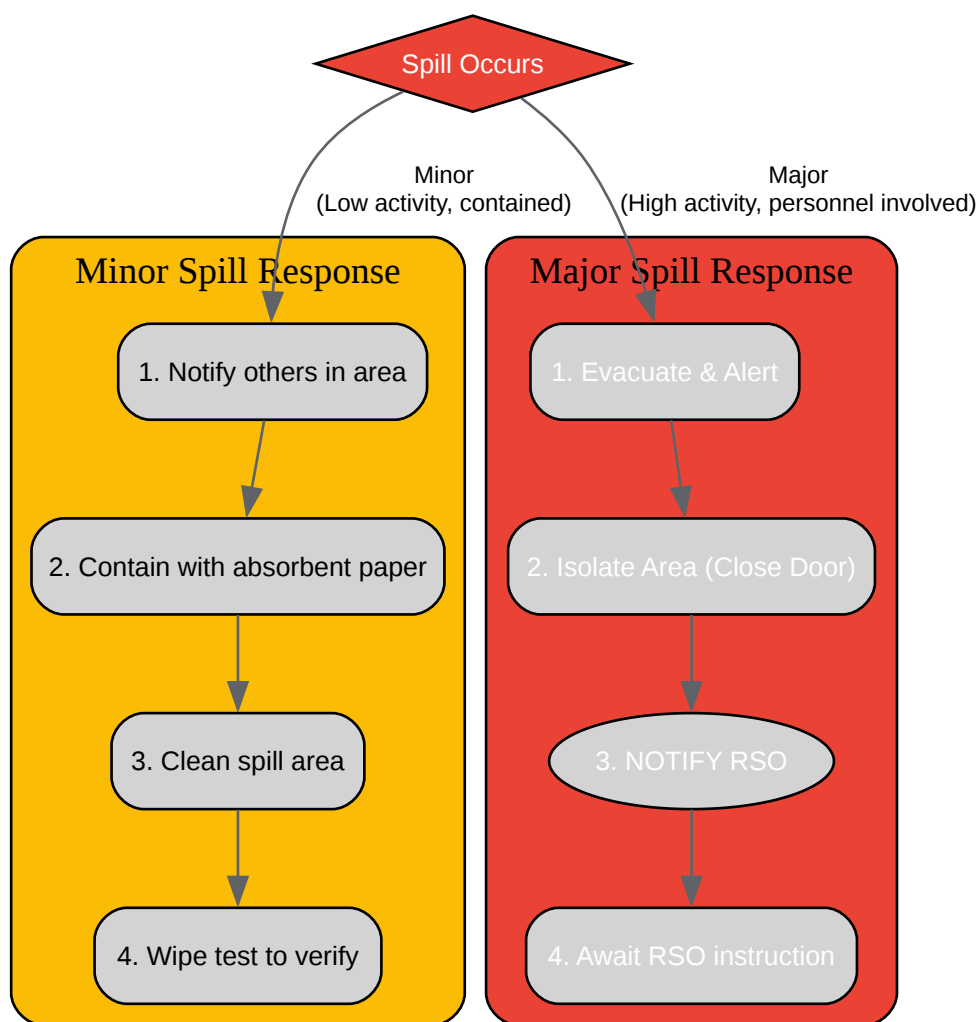 Spill Occurs
Minor
(Low activity, contained)
Major
(High activity, personnel involved)
Minor Spill Response
1. Notify others in area
2. Contain with absorbent paper
3. Clean spill area
4. Wipe test to verify
Major Spill Response
1. Evacuate & Alert
2. Isolate Area (Close Door)
3. NOTIFY RSO
4. Await RSO instruction